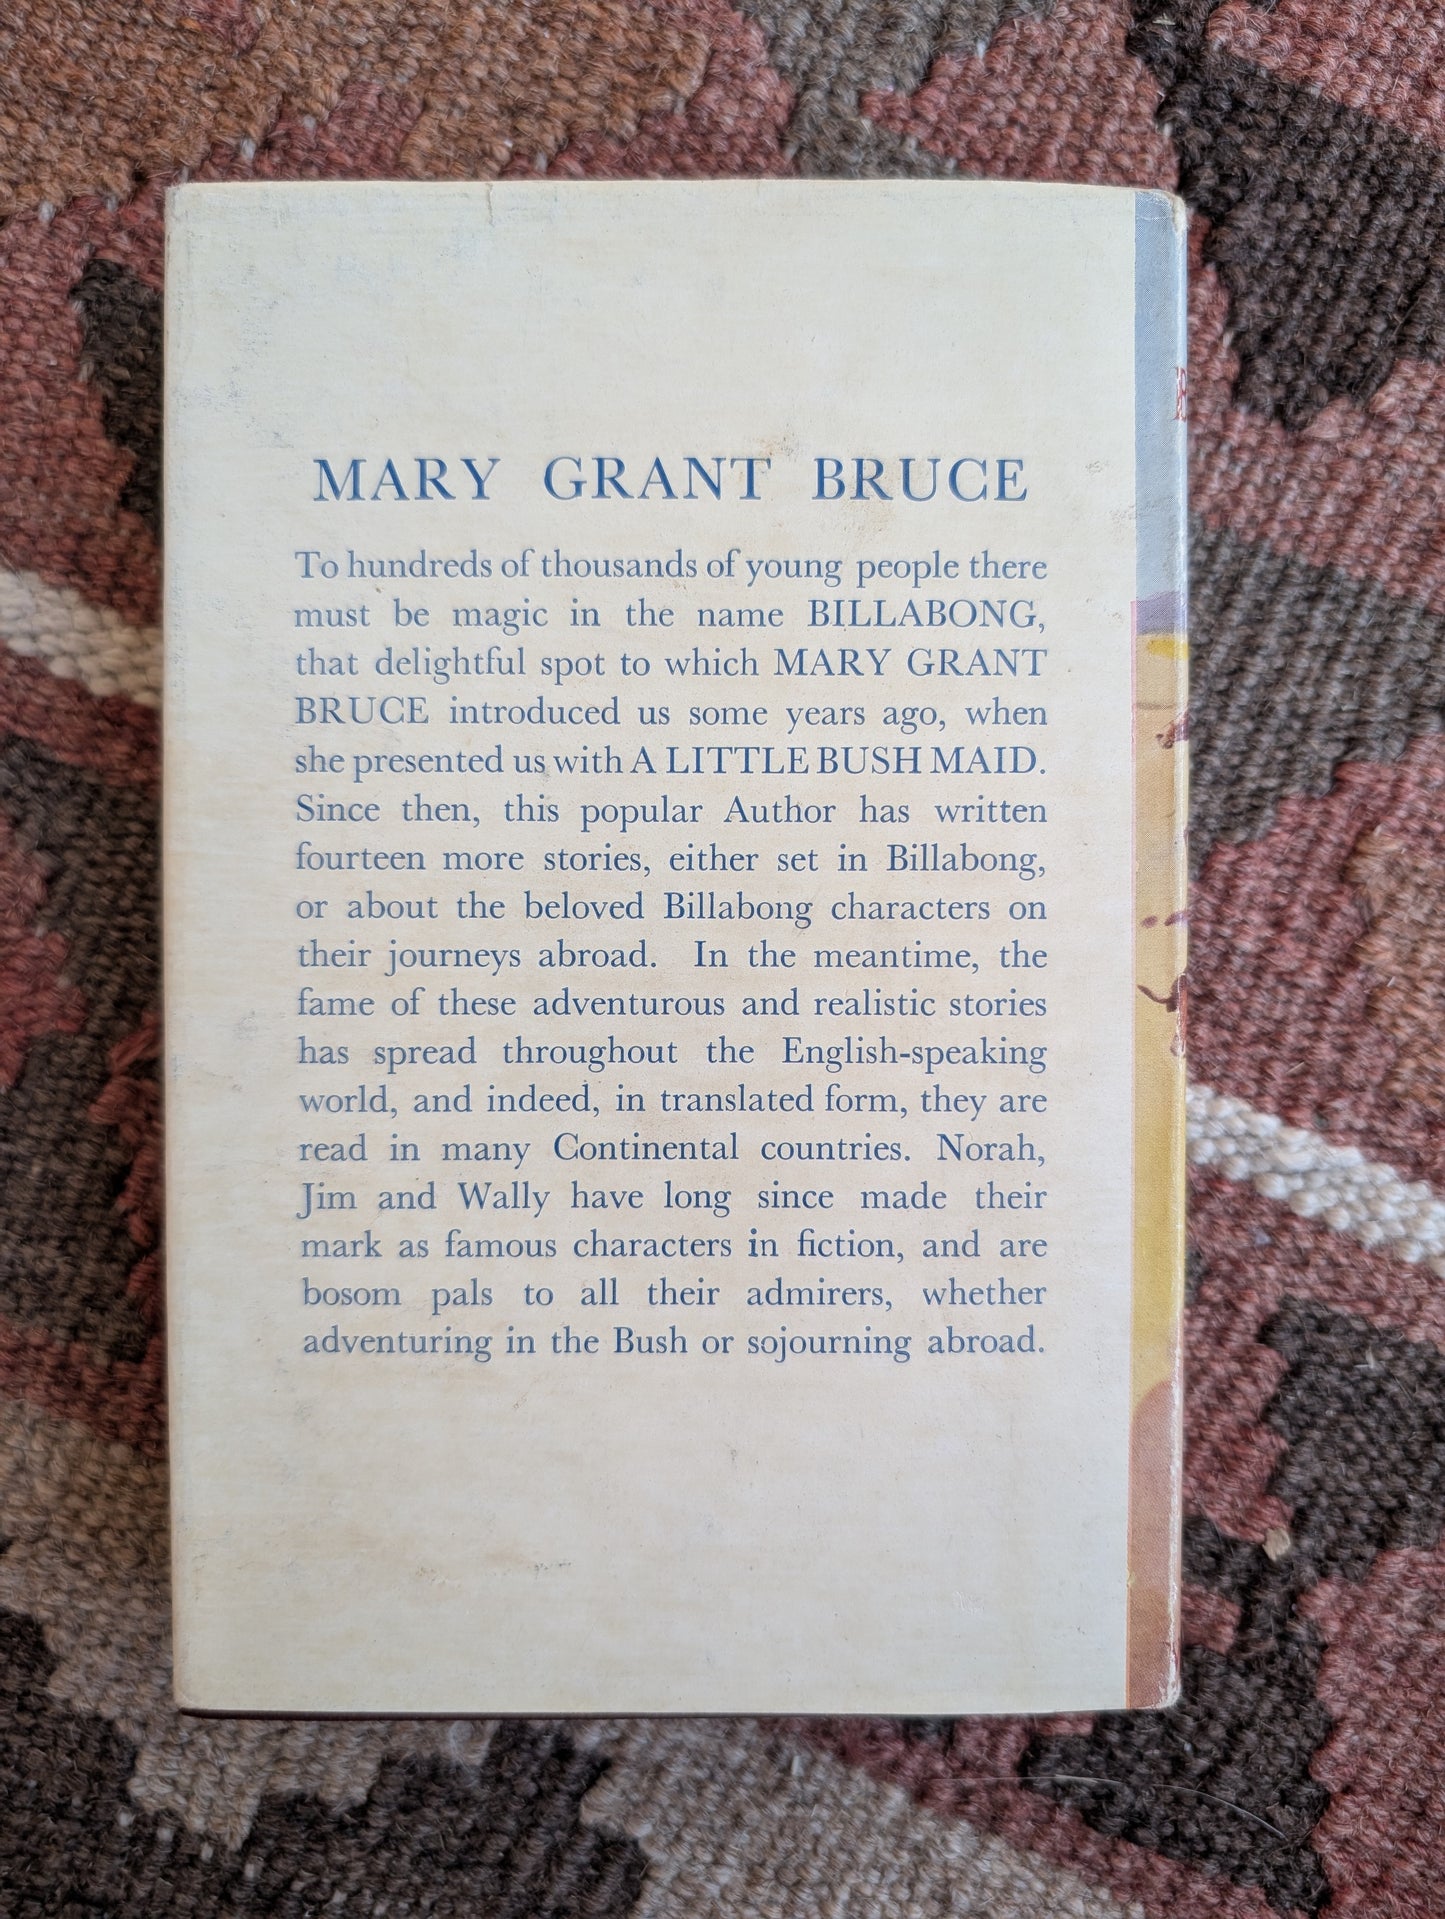 MARY GRANT BRUCE
To hundreds of thousands of young people there
must be magic in the name BILLABONG,
that delightful spot to which MARY GRANT
BRUCE introduced us some years ago, when
she presented us with A LITTLE BUSH MAID.
Since then, this popular Author has written
fourteen more stories, either set in Billabong,
or about the beloved Billabong characters on
their journeys abroad. In the meantime, the
fame of these adventurous and realistic stories
has spread throughout the English-speaking
world, and indeed, in translated form, they are
read in many Continental countries. Norah,
Jim and Wally have long since made their
mark as famous characters in fiction, and are
bosom pals to all their admirers, whether
adventuring in the Bush or sojourning abroad.